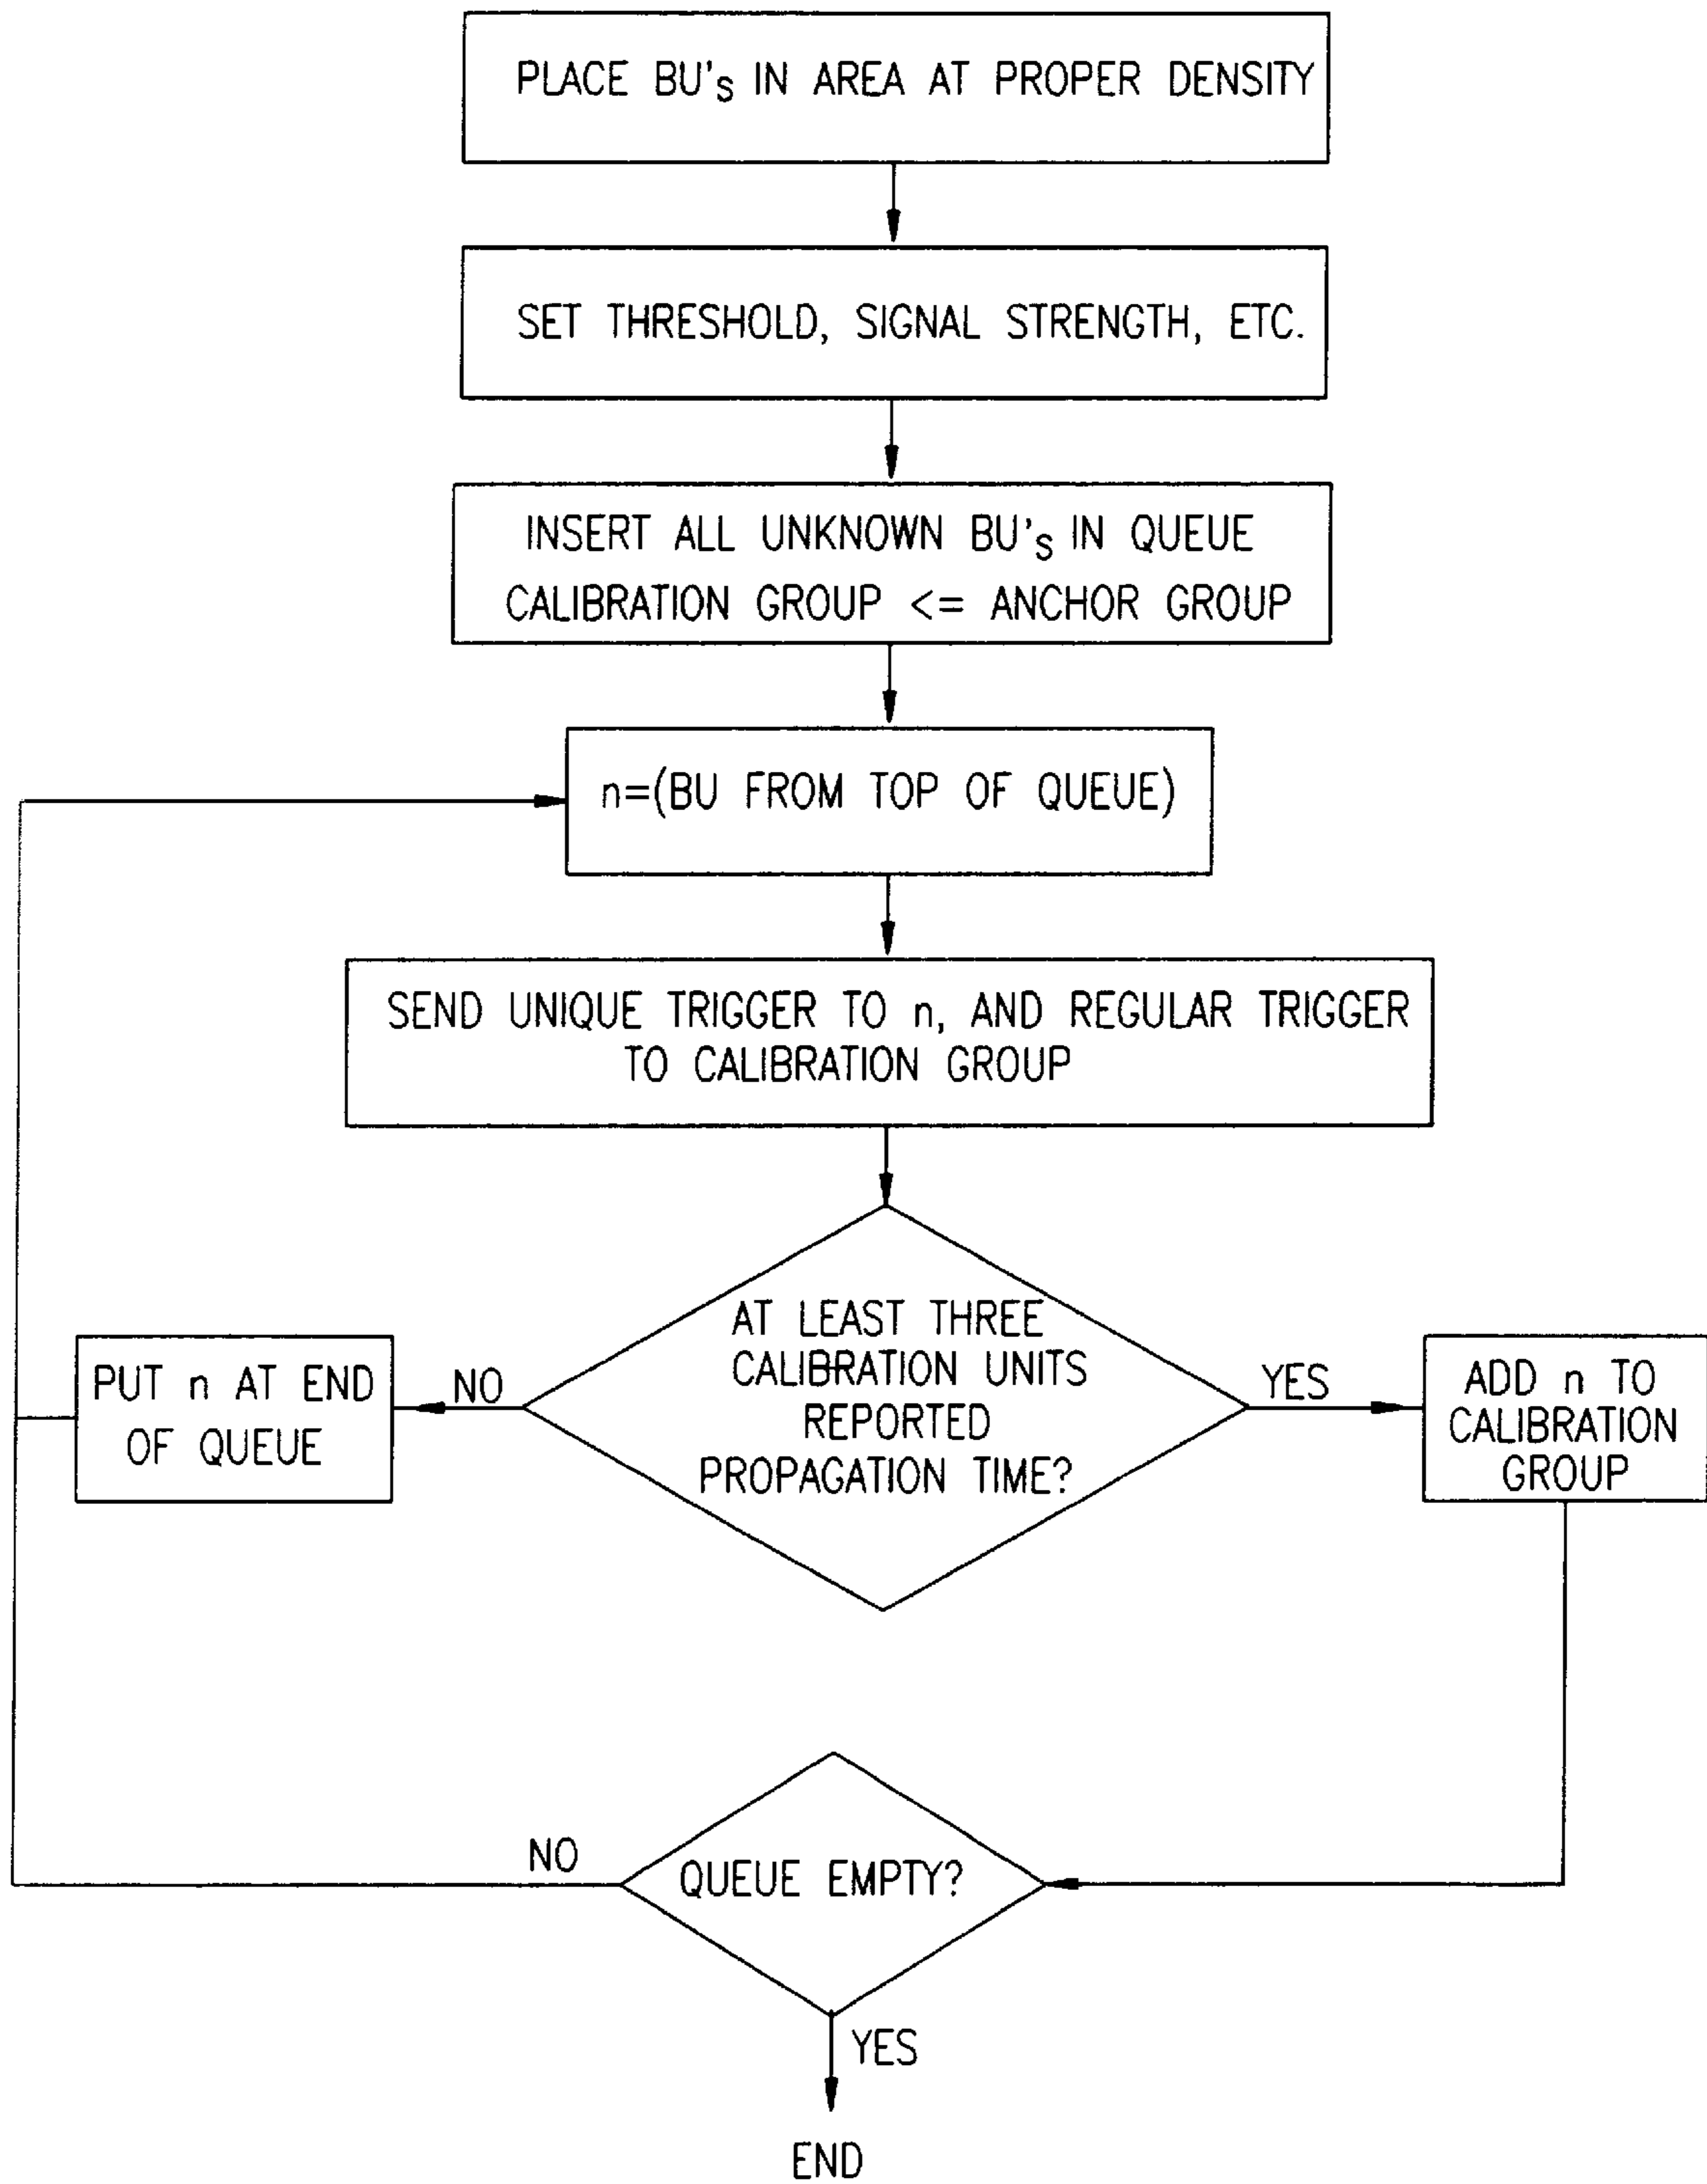 PLACE BU's IN AREA AT PROPER DENSITY
SET THRESHOLD, SIGNAL STRENGTH, ETC.
INSERT ALL UNKNOWN BU's IN QUEUE
CALIBRATION GROUP <= ANCHOR GROUP
n=(BU FROM TOP OF QUEUE)
SEND UNIQUE TRIGGER TO n, AND REGULAR TRIGGER
TO CALIBRATION GROUP
AT LEAST THREE
CALIBRATION UNITS
REPORTED
PROPAGATION TIME?
NO
PUT n AT END
OF QUEUE
YES
ADD n TO
CALIBRATION
GROUP
QUEUE EMPTY?
NO
YES
END